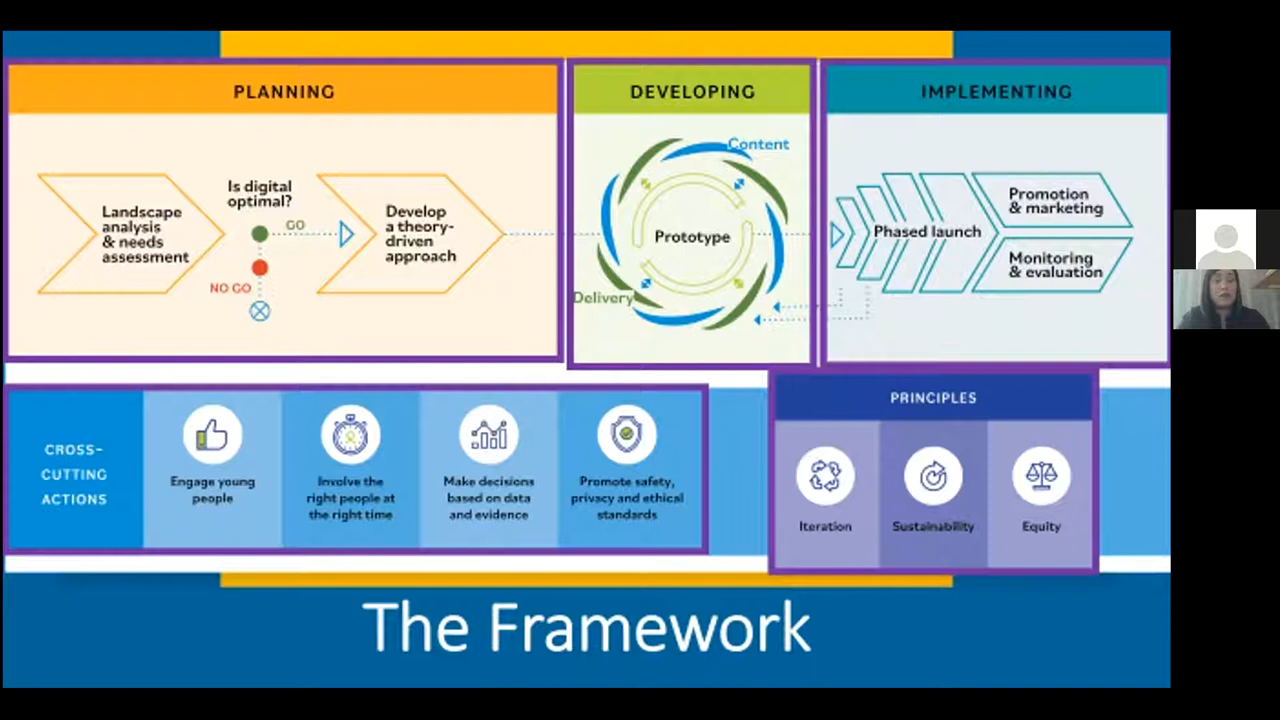 PLANNING
Landscape
analysis
& needs
assessment
Is digital
optimal?
GO
NO GO
Develop
a theory-
driven
approach
DEVELOPING
Content
Prototype
Delivery
IMPLEMENTING
Phased launch
Promotion
& marketing
Monitoring
& evaluation
CROSS-
CUTTING
ACTIONS
Engage young
people
Involve the
right people at
the right time
Make decisions
based on data
and evidence
Promote safety,
privacy and ethical
standards
PRINCIPLES
Iteration
Sustainability
Equity
The Framework